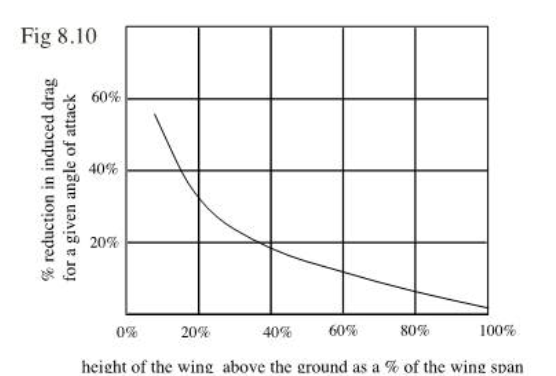 Fig 8.10
% reduction in induced drag
for a given angle of attack
60%
40%
20%
0% 20% 40% 60% 80% 100%
height of the wing above the ground as a % of the wing span